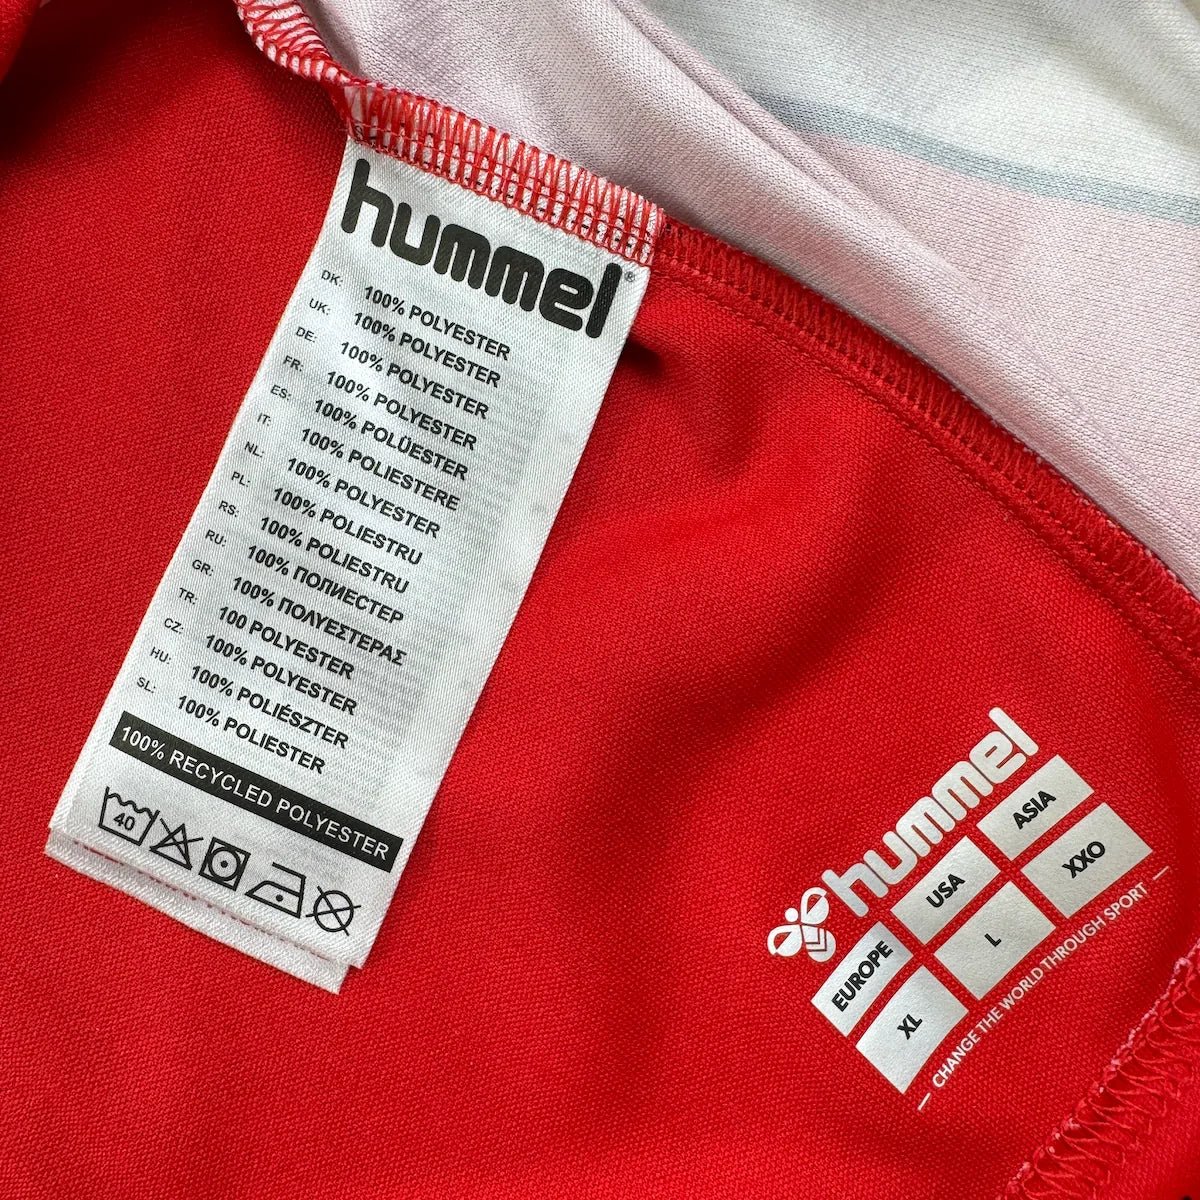 hummel®
DK: 100% POLYESTER
UK: 100% POLYESTER
DE: 100% POLYESTER
FR: 100% POLYESTER
ES: 100% POLÜESTER
IT: 100% POLIESTERE
NL: 100% POLYESTER
PL: 100% POLIESTRU
RS: 100% POLIESTRU
RU: 100% ПОЛИЕСТЕР
GR: 100% ΠΟΛΥΕΣΤΕΡΑΣ
TR: 100 POLYESTER
CZ: 100% POLYESTER
HU: 100% POLIÉSZTER
SL: 100% POLIESTER
100% RECYCLED POLYESTER
40
hummel
EUROPE USA ASIA
XL L XXO
CHANGE THE WORLD THROUGH SPORT